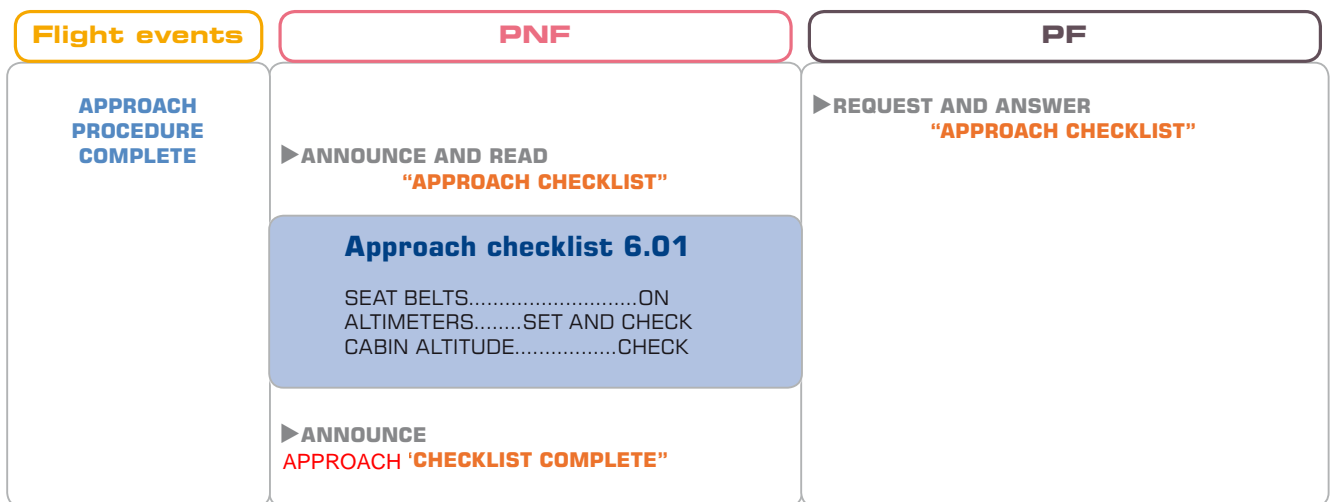 Flight events
PNF
PF
APPROACH
PROCEDURE
COMPLETE
▶REQUEST AND ANSWER
“APPROACH CHECKLIST”
▶ANNOUNCE AND READ
“APPROACH CHECKLIST”
Approach checklist 6.01
SEAT BELTS............................ON
ALTIMETERS........SET AND CHECK
CABIN ALTITUDE.................CHECK
▶ANNOUNCE
APPROACH ‘CHECKLIST COMPLETE”